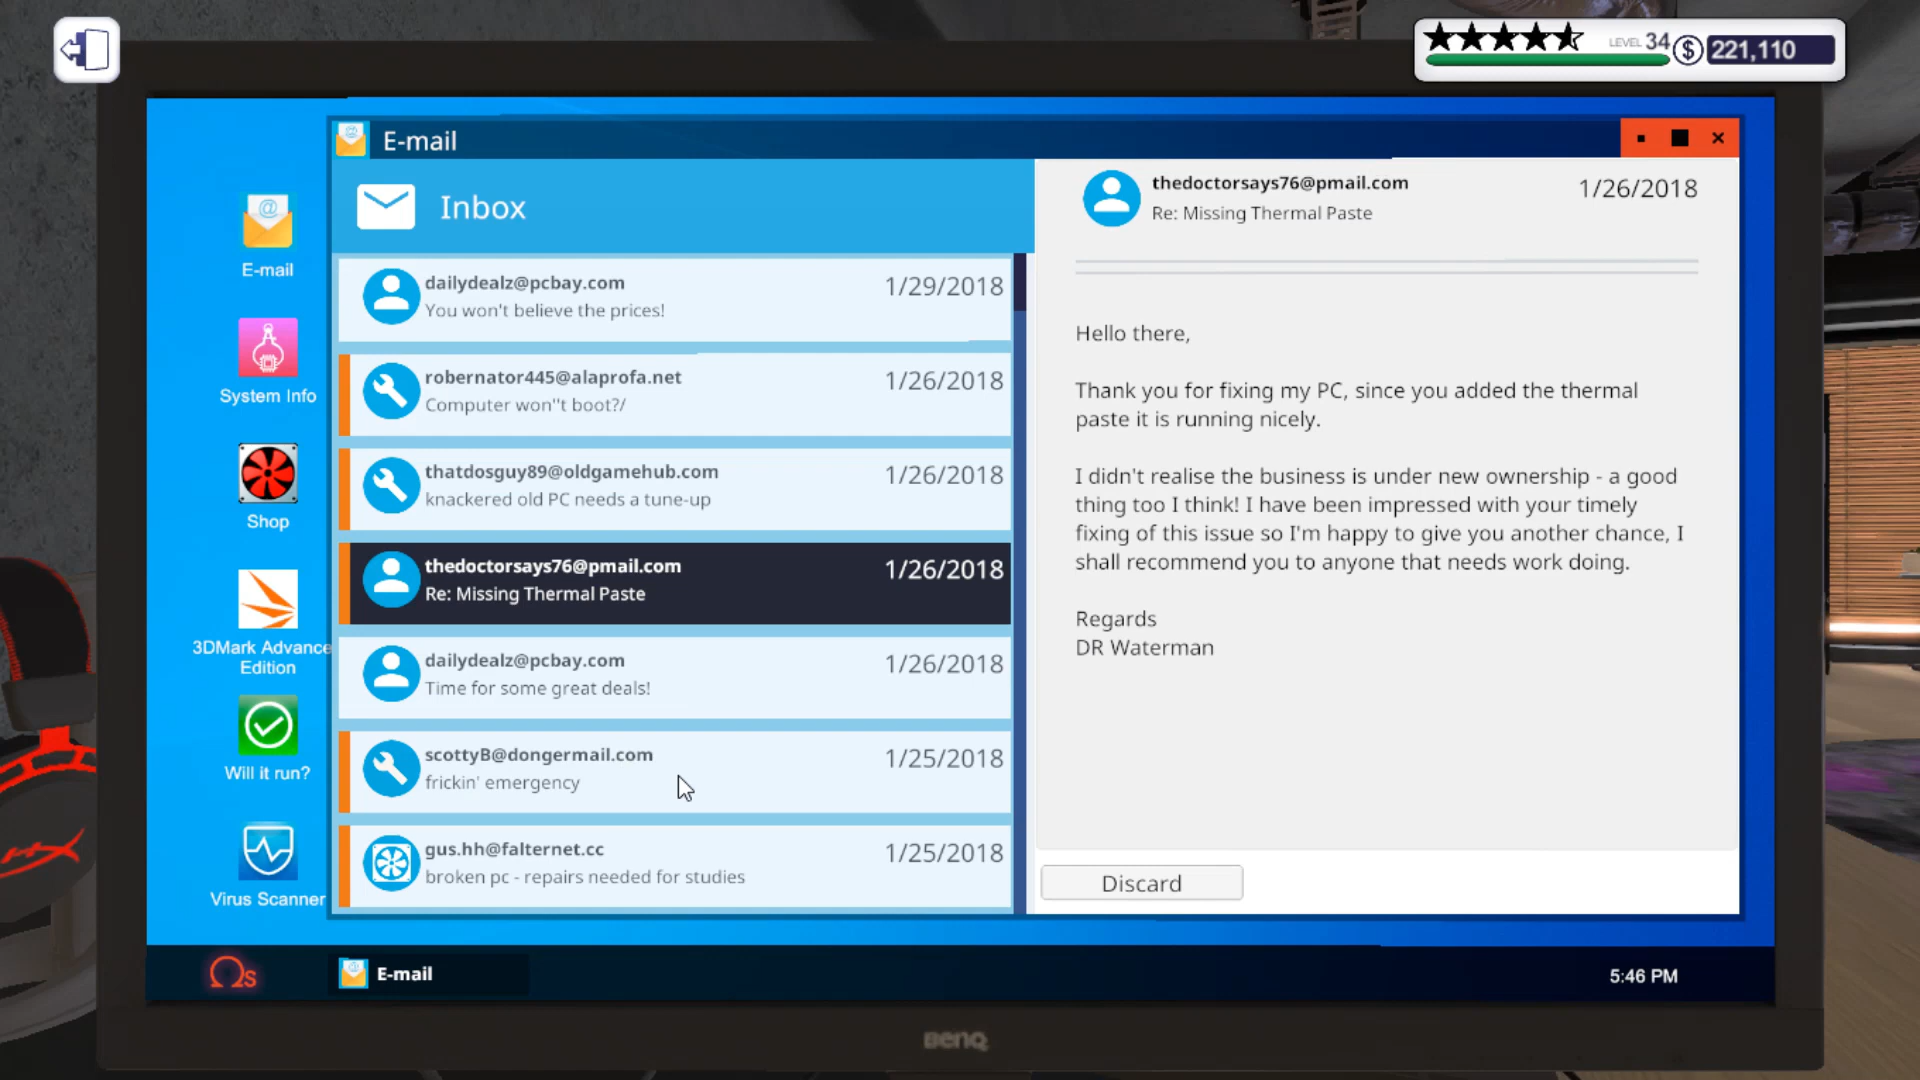 LEVEL 34
$ 221,110
E-mail
E-mail
System Info
Shop
3DMark Advance
Edition
Will it run?
Virus Scanner
Inbox
dailydealz@pcbay.com 1/29/2018
You won't believe the prices!
robernator445@alaprofa.net 1/26/2018
Computer won''t boot?/
thatdosguy89@oldgamehub.com 1/26/2018
knackered old PC needs a tune-up
thedoctorsays76@pmail.com 1/26/2018
Re: Missing Thermal Paste
dailydealz@pcbay.com 1/26/2018
Time for some great deals!
scottyB@dongermail.com 1/25/2018
frickin' emergency
gus.hh@falternet.cc 1/25/2018
broken pc - repairs needed for studies
thedoctorsays76@pmail.com 1/26/2018
Re: Missing Thermal Paste
Hello there,
Thank you for fixing my PC, since you added the thermal
paste it is running nicely.
I didn't realise the business is under new ownership - a good
thing too I think! I have been impressed with your timely
fixing of this issue so I'm happy to give you another chance, I
shall recommend you to anyone that needs work doing.
Regards
DR Waterman
Discard
Ωs
E-mail
5:46 PM
BenQ